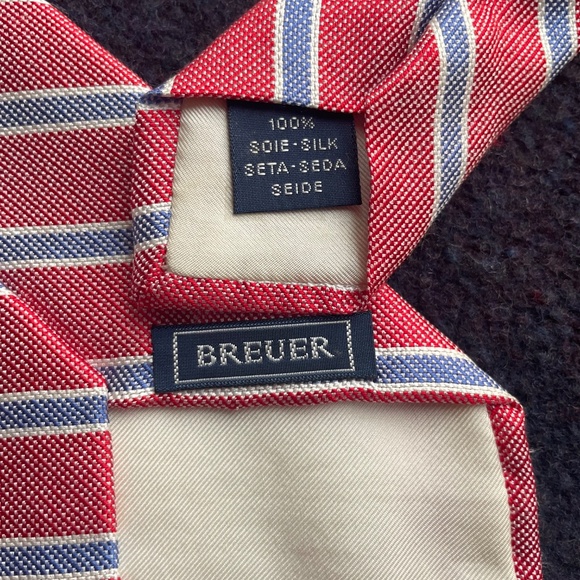 100%
SOIE-SILK
SETA-SEDA
SEIDE
BREUER